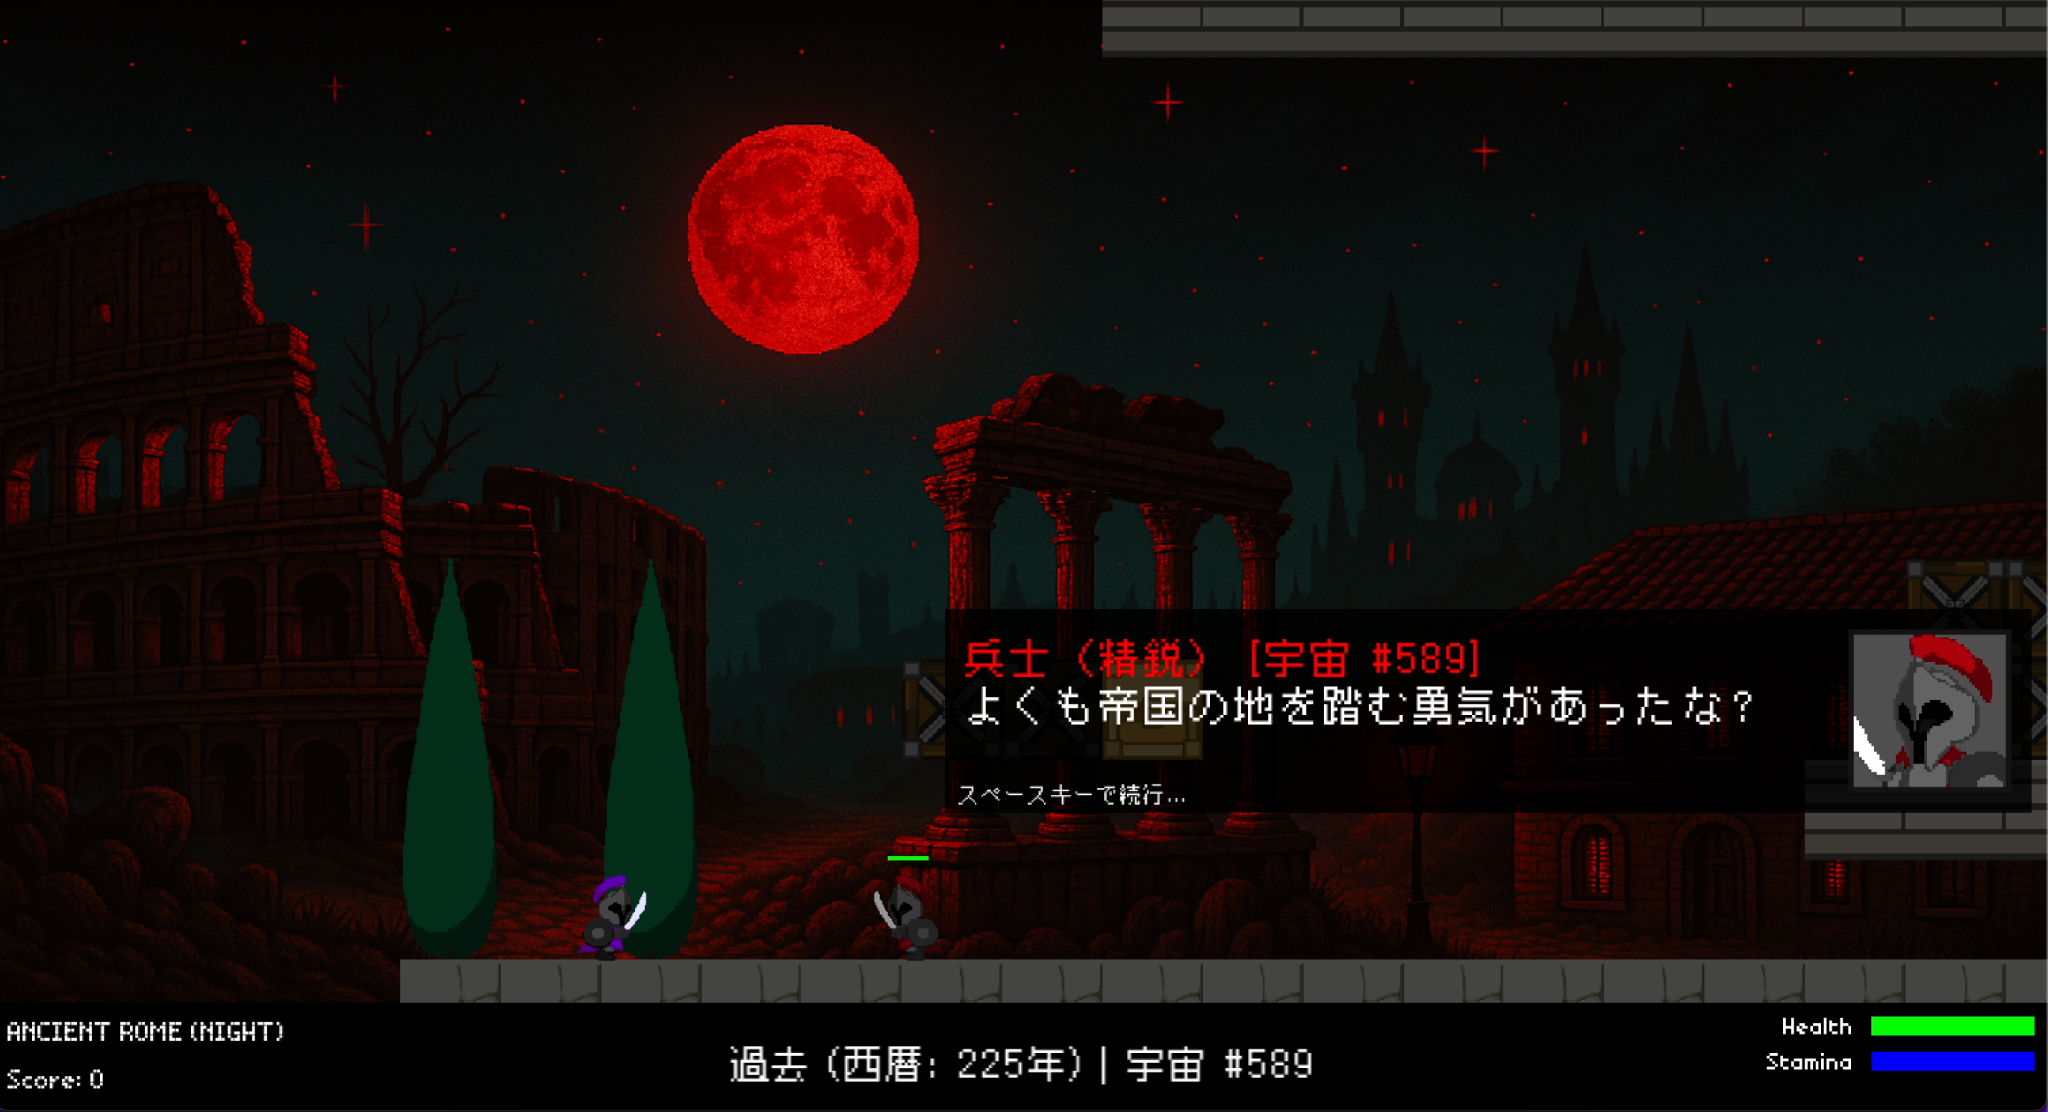 兵士（精鋭） [宇宙 #589]
よくも帝国の地を踏む勇気があったな？
スペースキーで続行...
ANCIENT ROME (NIGHT)
Score: 0
過去（西暦: 225年）| 宇宙 #589
Health
Stamina